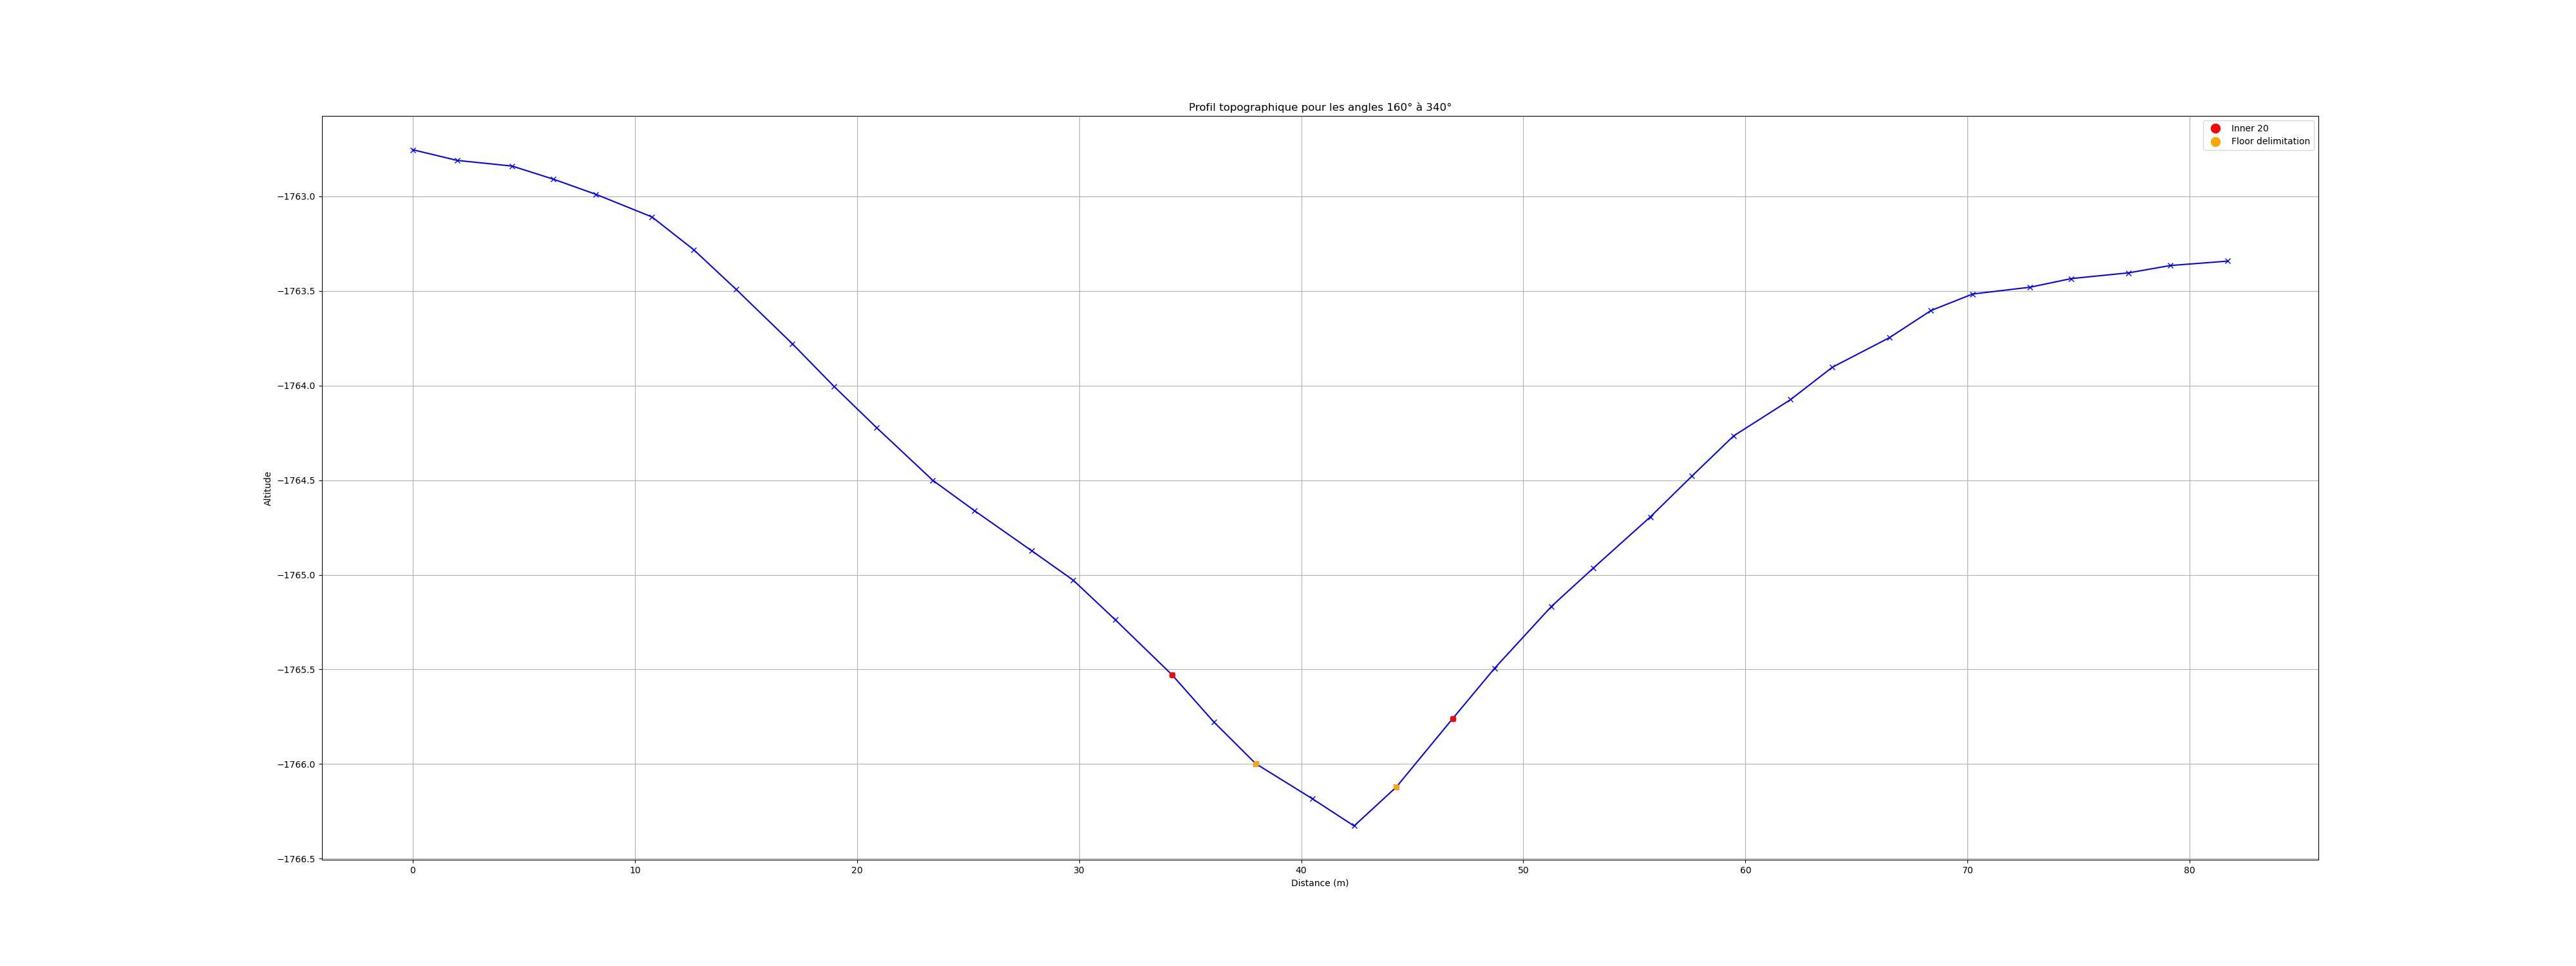 Profil topographique pour les angles 160° à 340°
Inner 20
Floor delimitation
−1763.0
−1763.5
−1764.0
−1764.5
−1765.0
−1765.5
−1766.0
−1766.5
Altitude
0 10 20 30 40 50 60 70 80
Distance (m)